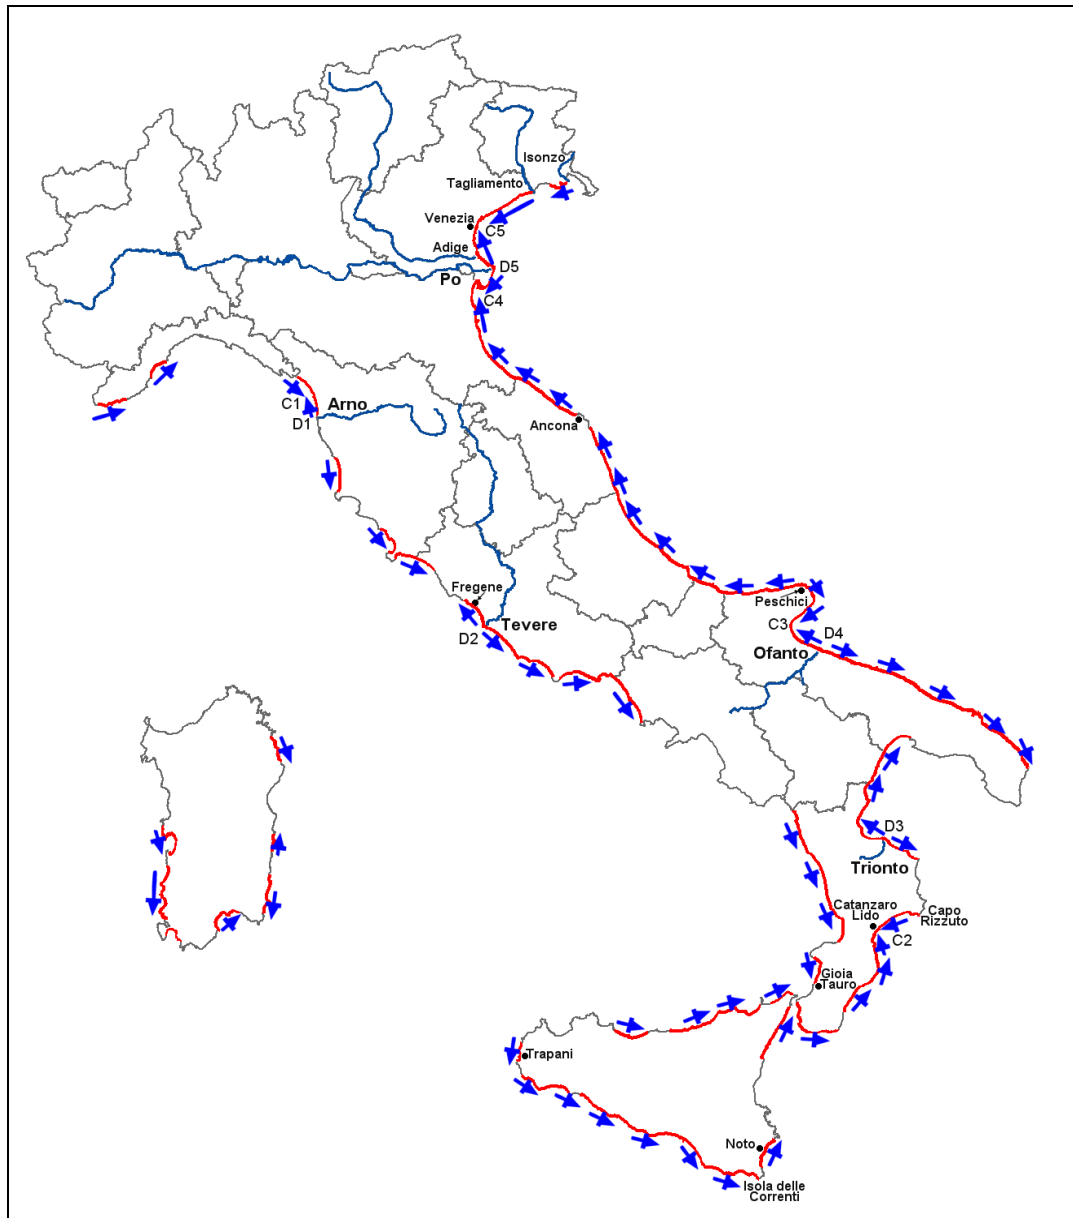 Isonzo
Tagliamento
Venezia
C5
Adige
D5
Po
C4
C1
Arno
D1
Ancona
Fregene
Peschici
Tevere
C3
D4
D2
Ofanto
D3
Trionto
Catanzaro
Lido
Capo
Rizzuto
C2
Gioia
Tauro
Trapani
Noto
Isola delle
Correnti